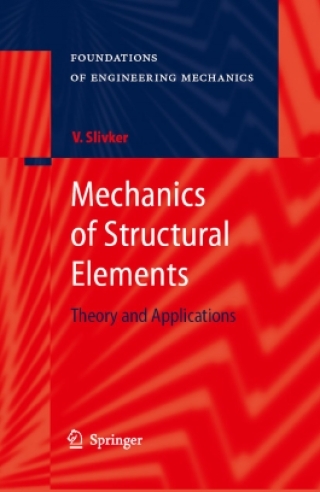 FOUNDATIONS
OF ENGINEERING MECHANICS
V. Slivker
Mechanics
of Structural
Elements
Theory and Applications
Springer